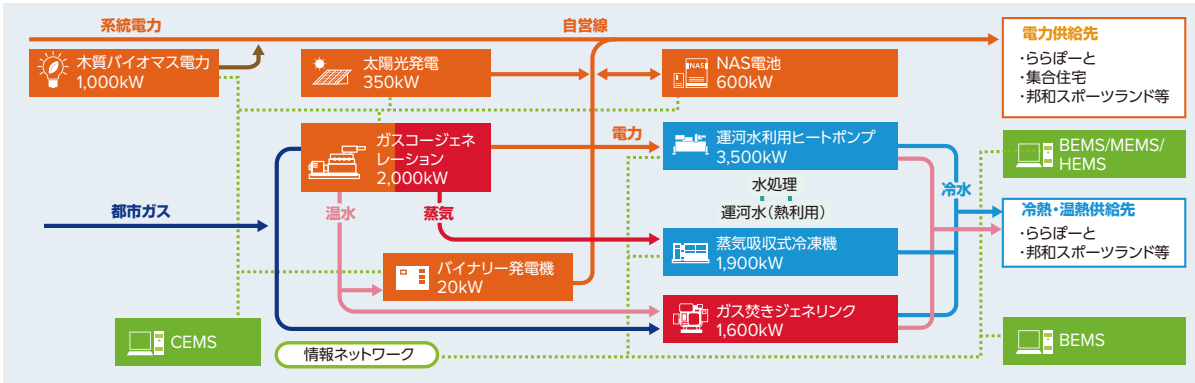 系統電力
自営線
木質バイオマス電力
1,000kW
太陽光発電
350kW
NAS
NAS電池
600kW
電力供給先
・ららぽーと
・集合住宅
・邦和スポーツランド等
ガスコージェネ
レーション
2,000kW
電力
運河水利用ヒートポンプ
3,500kW
BEMS/MEMS/
HEMS
水処理
運河水（熱利用）
冷水
都市ガス
温水
蒸気
冷熱・温熱供給先
・ららぽーと
・邦和スポーツランド等
蒸気吸収式冷凍機
1,900kW
バイナリー発電機
20kW
ガス焚きジェネリンク
1,600kW
CEMS
情報ネットワーク
BEMS